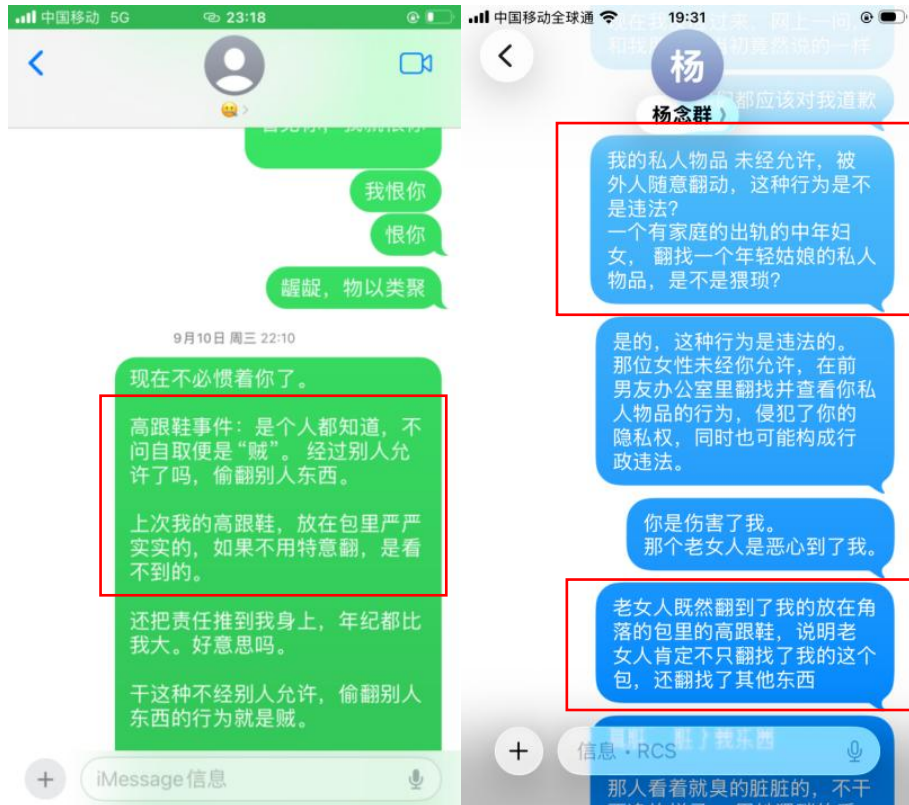 中国移动 5G
23:18
看见你，我就恨你
我恨你
恨你
龌龊，物以类聚
9月10日 周三 22:10
现在不必惯着你了。
高跟鞋事件：是个人都知道，不
问自取便是“贼”。 经过别人允
许了吗，偷翻别人东西。
上次我的高跟鞋，放在包里严严
实实的，如果不用特意翻，是看
不到的。
还把责任推到我身上，年纪都比
我大。好意思吗。
干这种不经别人允许，偷翻别人
东西的行为就是贼。
iMessage信息
中国移动全球通
19:31
杨
杨念群
都应该对我道歉
我的私人物品 未经允许，被
外人随意翻动，这种行为是不
是违法？
一个有家庭的出轨的中年妇
女， 翻找一个年轻姑娘的私人
物品，是不是猥琐？
是的，这种行为是违法的。
那位女性未经你允许，在前
男友办公室里翻找并查看你私
人物品的行为，侵犯了你的
隐私权，同时也可能构成行
政违法。
你是伤害了我。
那个老女人是恶心到了我。
老女人既然翻到了我的放在角
落的包里的高跟鞋，说明老
女人肯定不只翻找了我的这个
包，还翻找了其他东西
信息・RCS
那人看着就臭的脏脏的，不干